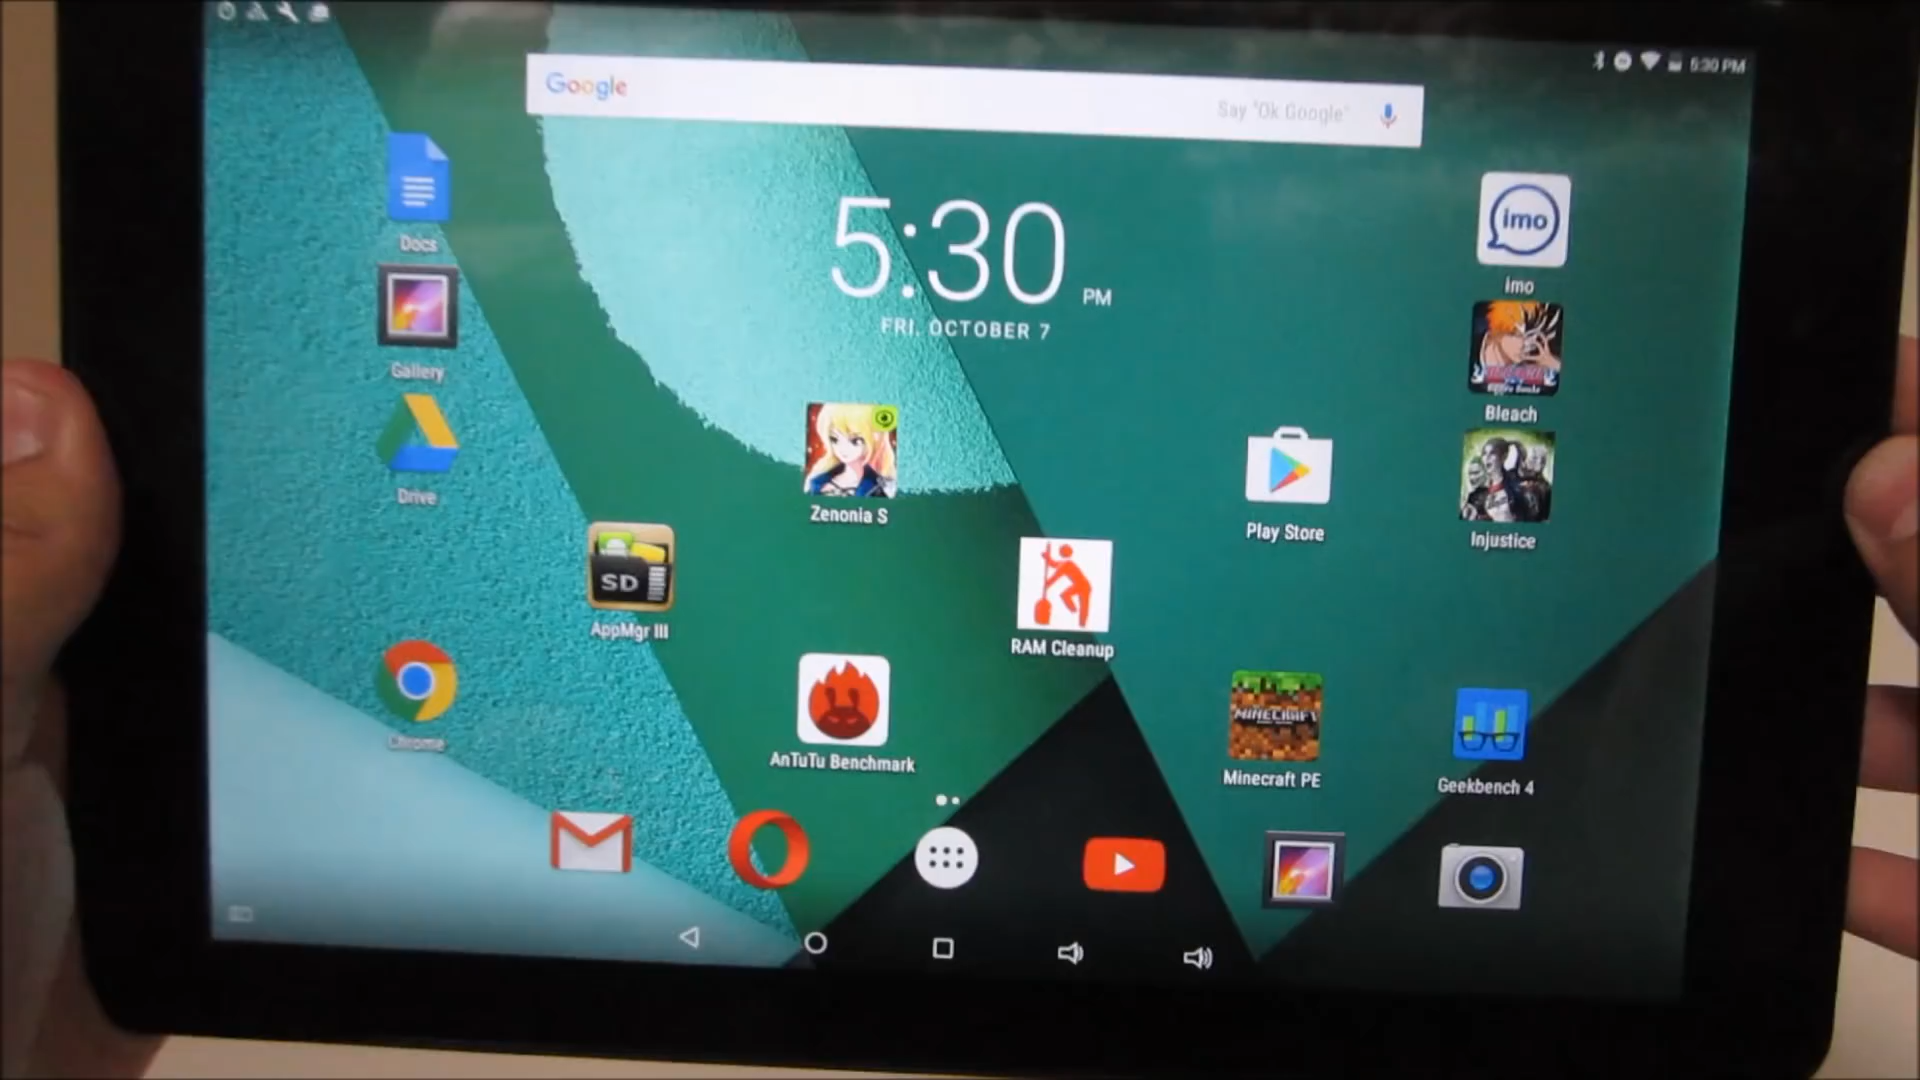 5:30 PM
Google
Say "Ok Google"
5:30 PM
FRI, OCTOBER 7
Docs
imo
imo
Gallery
Bleach
Drive
Zenonia S
Play Store
Injustice
SD
AppMgr III
RAM Cleanup
Chrome
AnTuTu Benchmark
MINECRAFT
Minecraft PE
Geekbench 4